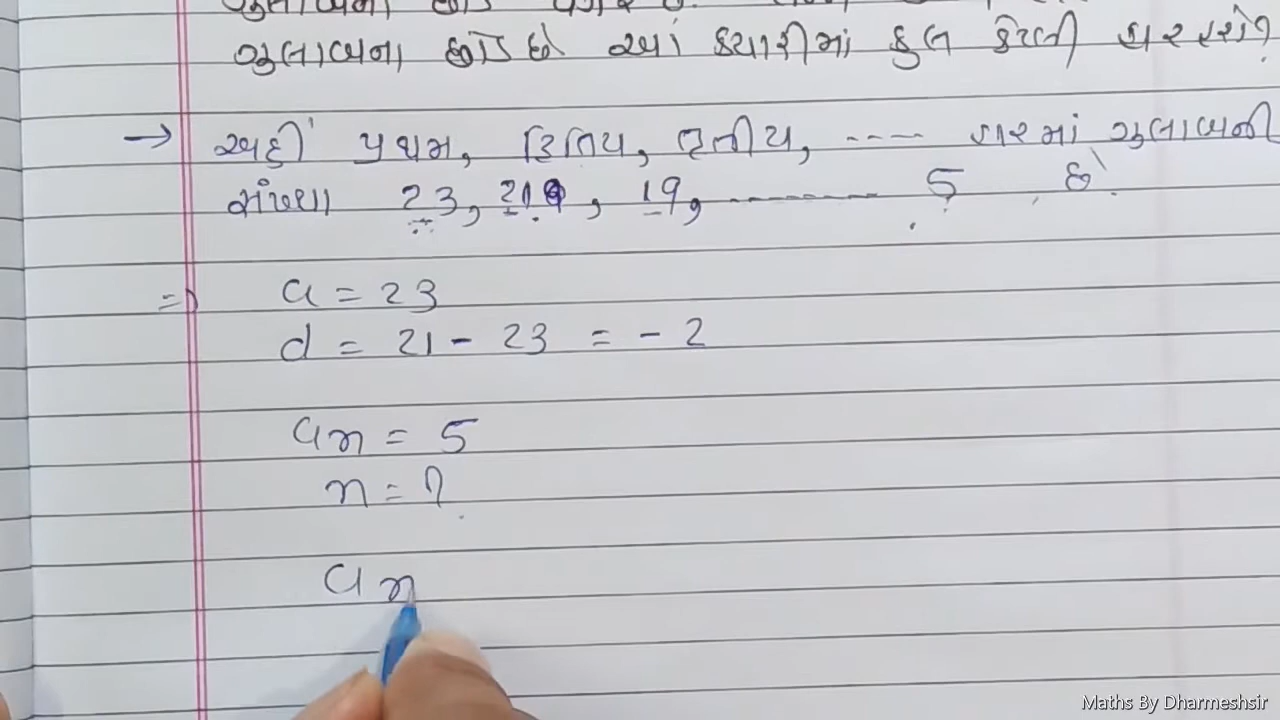 ગુલાબના છોડ છે આ ક્યારીમાં કુલ કેટલી હાર હશે?
→ અહીં પ્રથમ, દ્વિતિય, તૃતીય, ---- હારમાં ગુલાબની
સંખ્યા 23, 21, 19, -------- 5 છે.
⇒ a = 23
d = 21 - 23 = - 2
an = 5
n = ?
an
Maths By Dharmeshsir